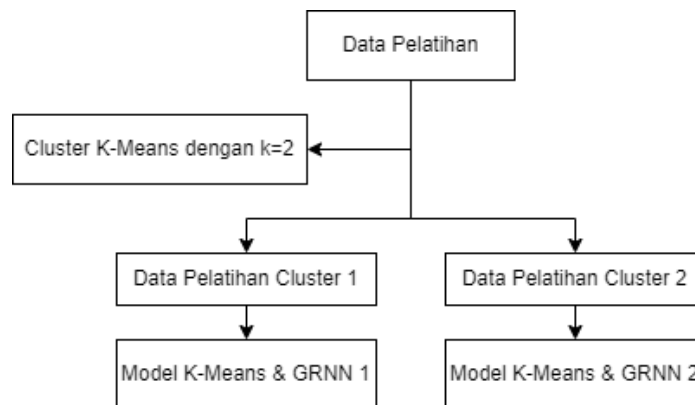 Data Pelatihan
Cluster K-Means dengan k=2
Data Pelatihan Cluster 1
Data Pelatihan Cluster 2
Model K-Means & GRNN 1
Model K-Means & GRNN 2